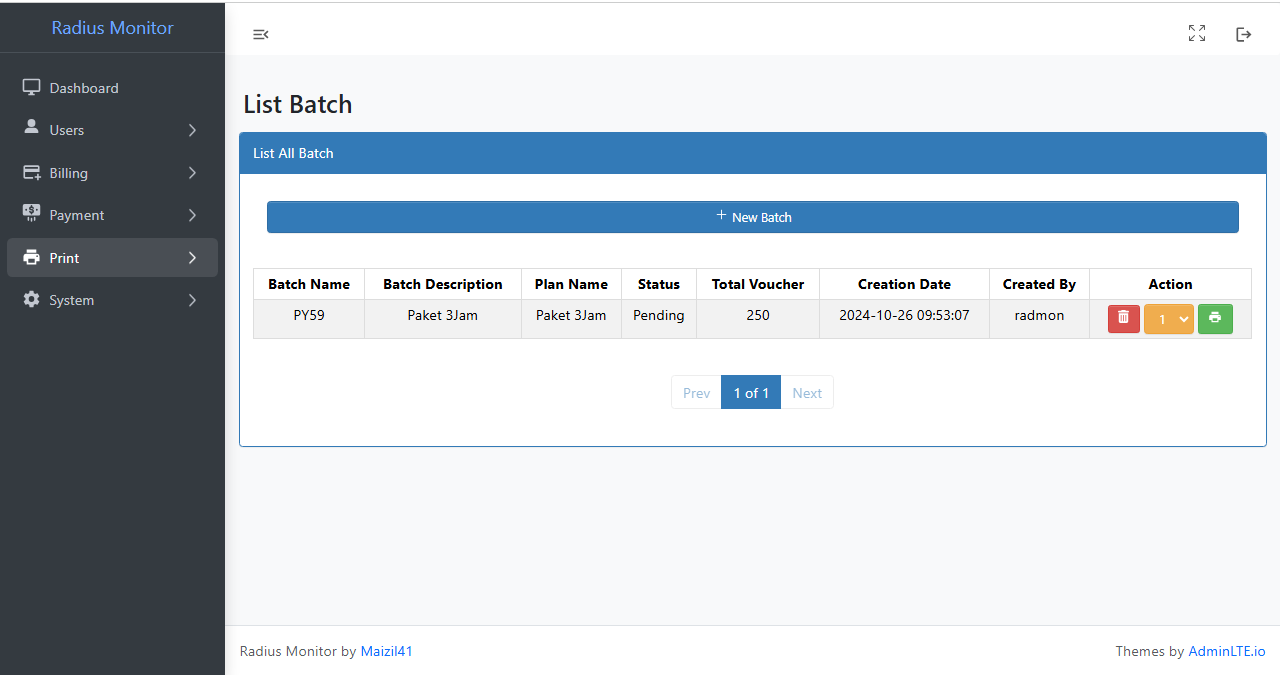 Radius Monitor
Dashboard
Users
Billing
Payment
Print
System
List Batch
List All Batch
New Batch
Batch Name Batch Description Plan Name Status Total Voucher Creation Date Created By Action
PY59 Paket 3Jam Paket 3Jam Pending 250 2024-10-26 09:53:07 radmon 1
Prev 1 of 1 Next
Radius Monitor by Maizil41 Themes by AdminLTE.io